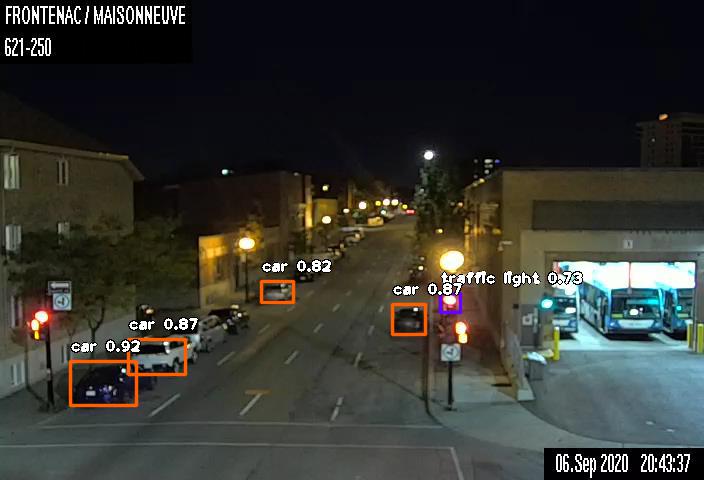 FRONTENAC / MAISONNEUVE
621-250
car 0.82
traffic light 0.73
car 0.87
car 0.87
car 0.92
06.Sep 2020 20:43:37